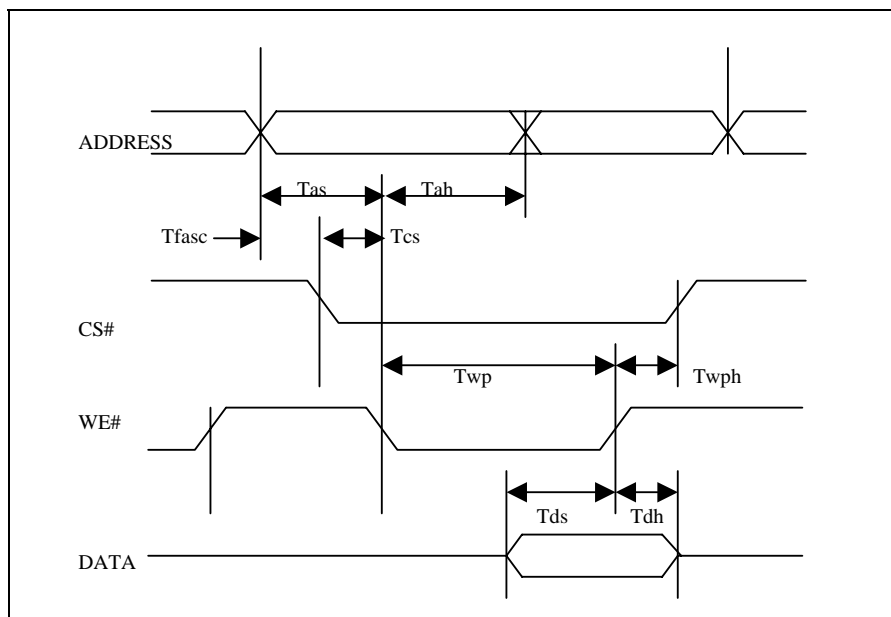 ADDRESS
Tas Tah
Tfasc Tcs
CS#
Twp Twph
WE#
Tds Tdh
DATA